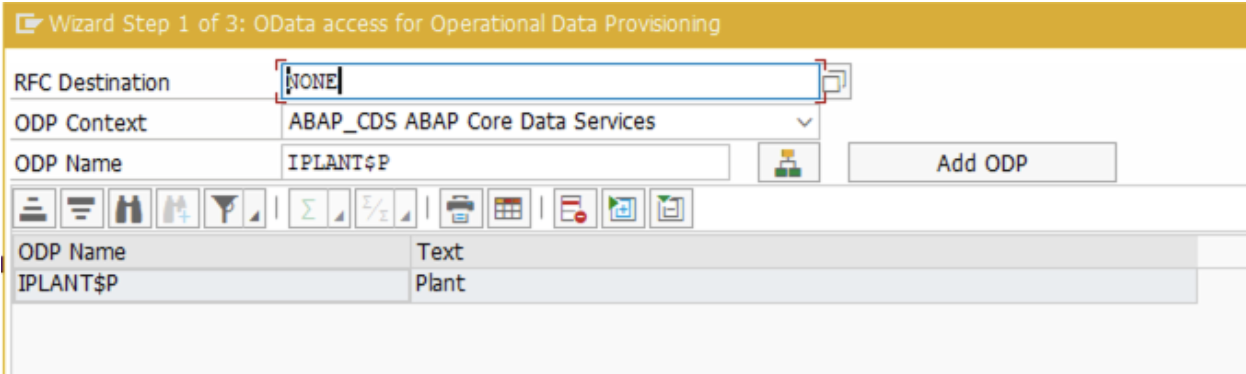 Wizard Step 1 of 3: OData access for Operational Data Provisioning
RFC Destination NONE
ODP Context ABAP_CDS ABAP Core Data Services
ODP Name IPLANT$P Add ODP
ODP Name Text
IPLANT$P Plant